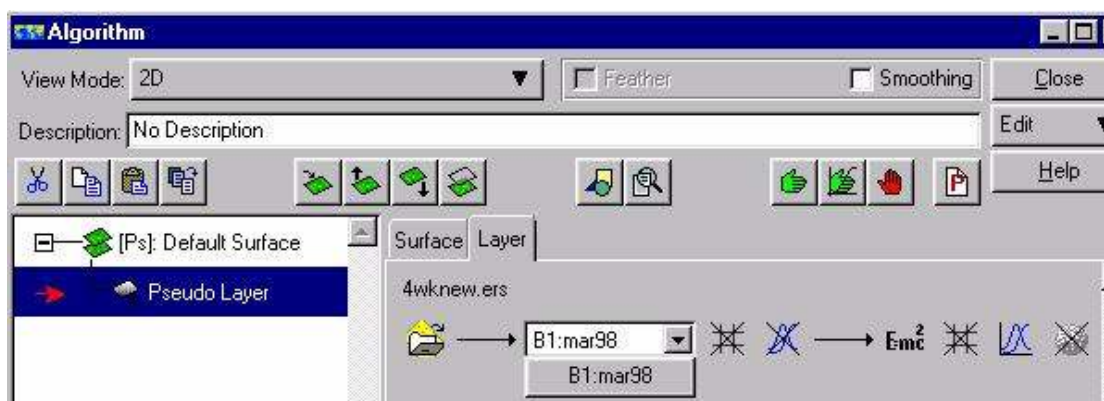 Algorithm
View Mode: 2D Feather Smoothing Close
Description: No Description Edit
Help
[Ps]: Default Surface
Pseudo Layer
Surface Layer
4wknew.ers
B1:mar98 Emc2
B1:mar98